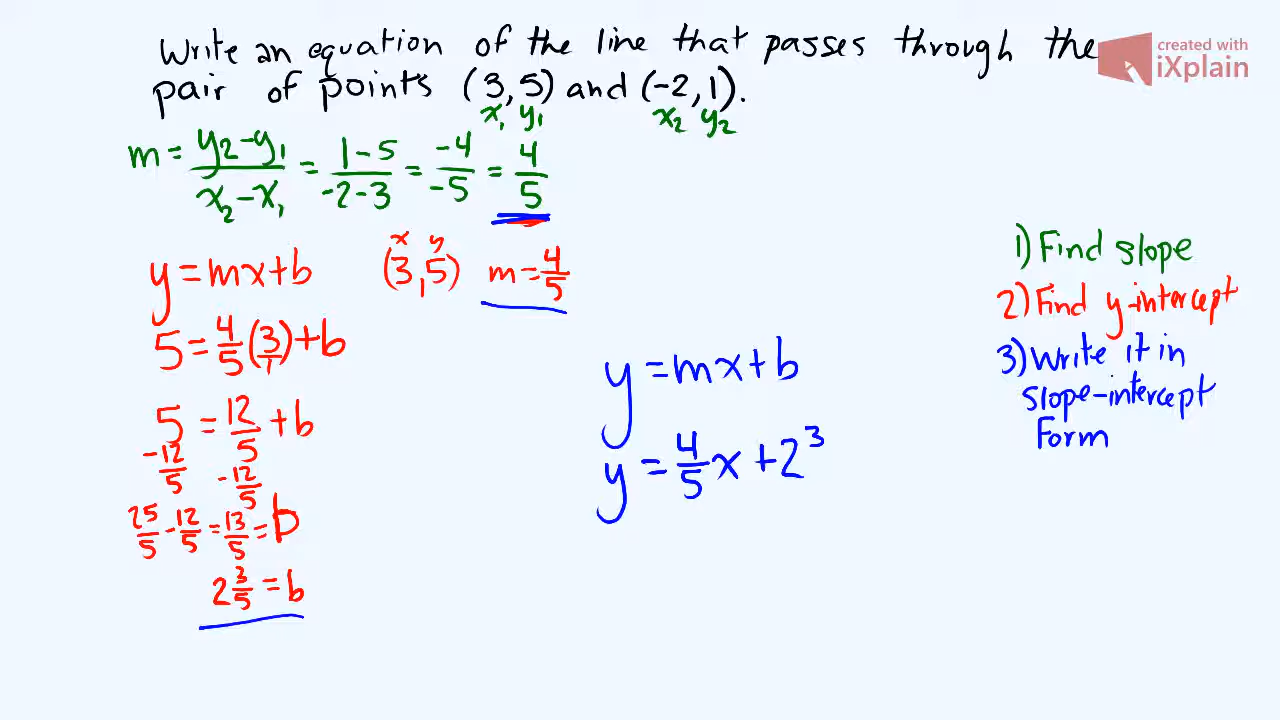 Write an equation of the line that passes through the
created with
iXplain
pair of points (3, 5) and (-2, 1).
x₁ y₁ x₂ y₂
m = y₂-y₁/x₂-x₁ = 1-5/-2-3 = -4/-5 = 4/5
y = mx+b
x y
(3, 5) m = 4/5
5 = 4/5 (3/1) + b
5 = 12/5 + b
-12/5 -12/5
25/5 - 12/5 = 13/5 = b
2 3/5 = b
y = mx+b
y = 4/5 x + 2³
1) Find slope
2) Find y-intercept
3) Write it in
slope-intercept
Form